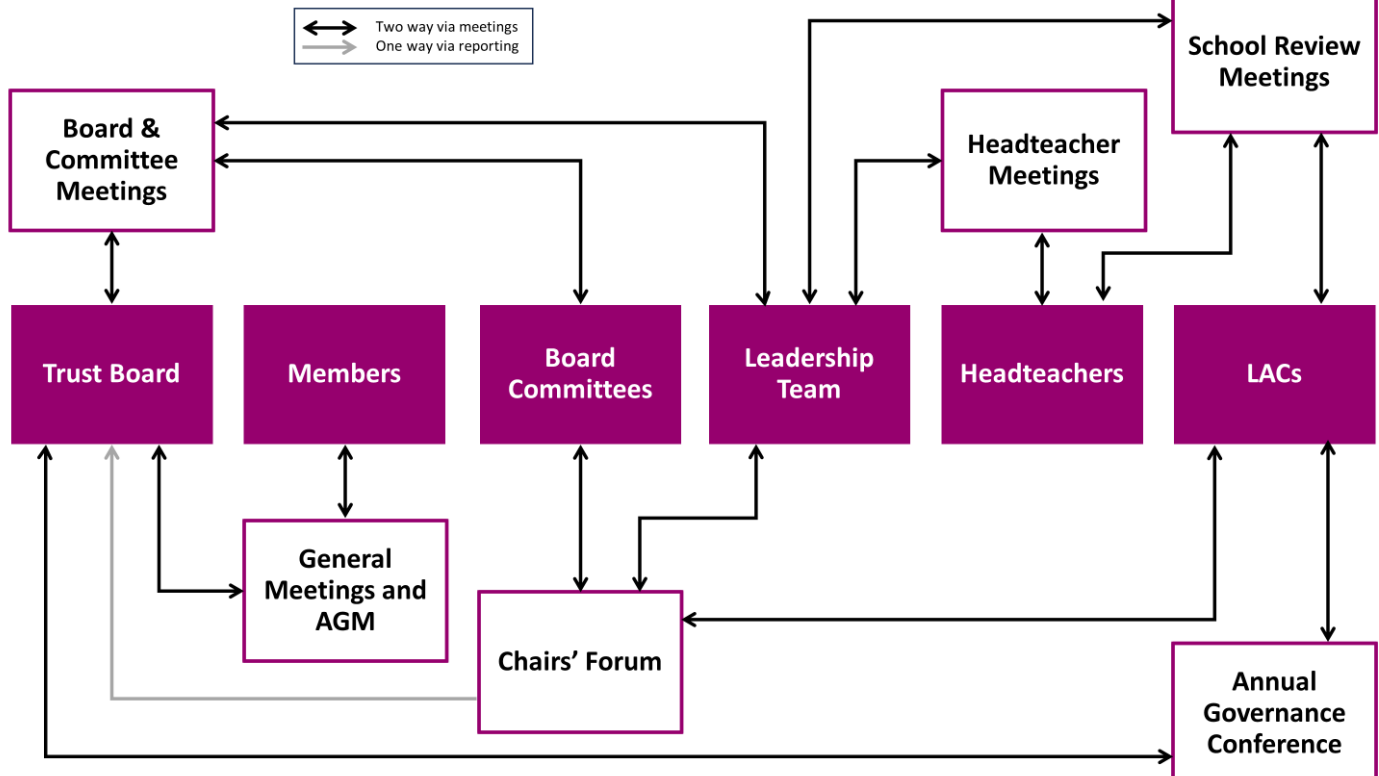 Two way via meetings
One way via reporting
School Review
Meetings
Board &
Committee
Meetings
Headteacher
Meetings
Trust Board
Members
Board
Committees
Leadership
Team
Headteachers
LACs
General
Meetings and
AGM
Chairs’ Forum
Annual
Governance
Conference